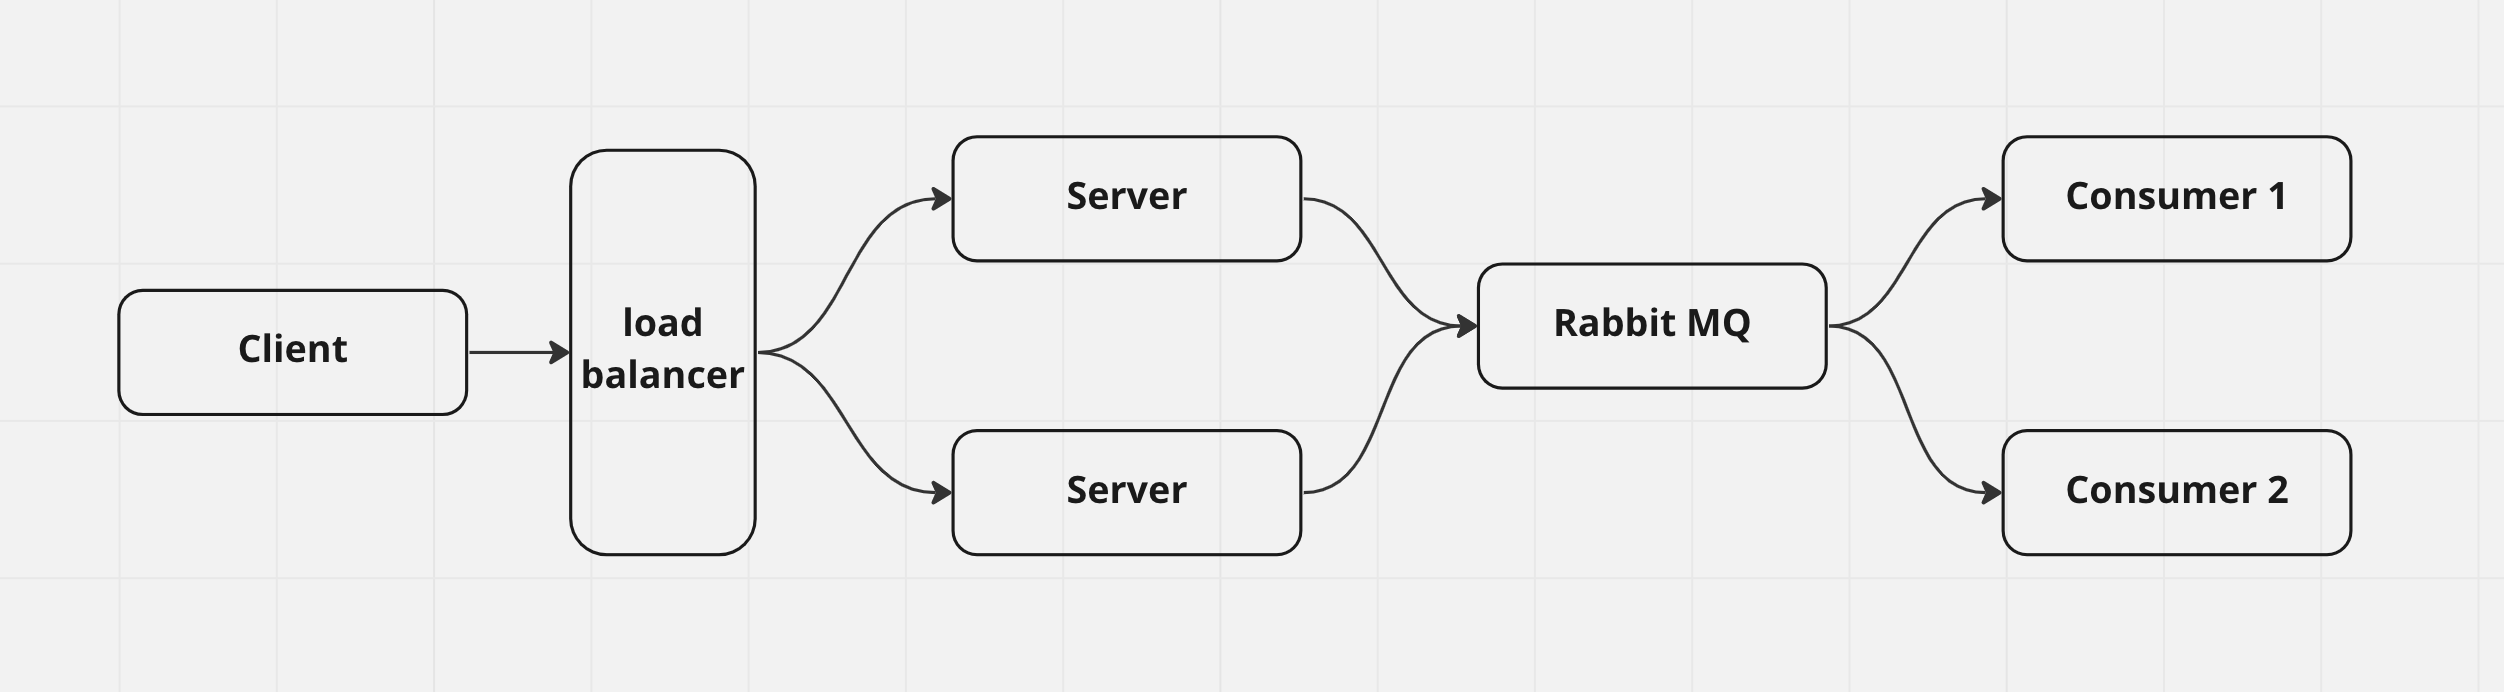 Client
load
balancer
Server
Server
Rabbit MQ
Consumer 1
Consumer 2